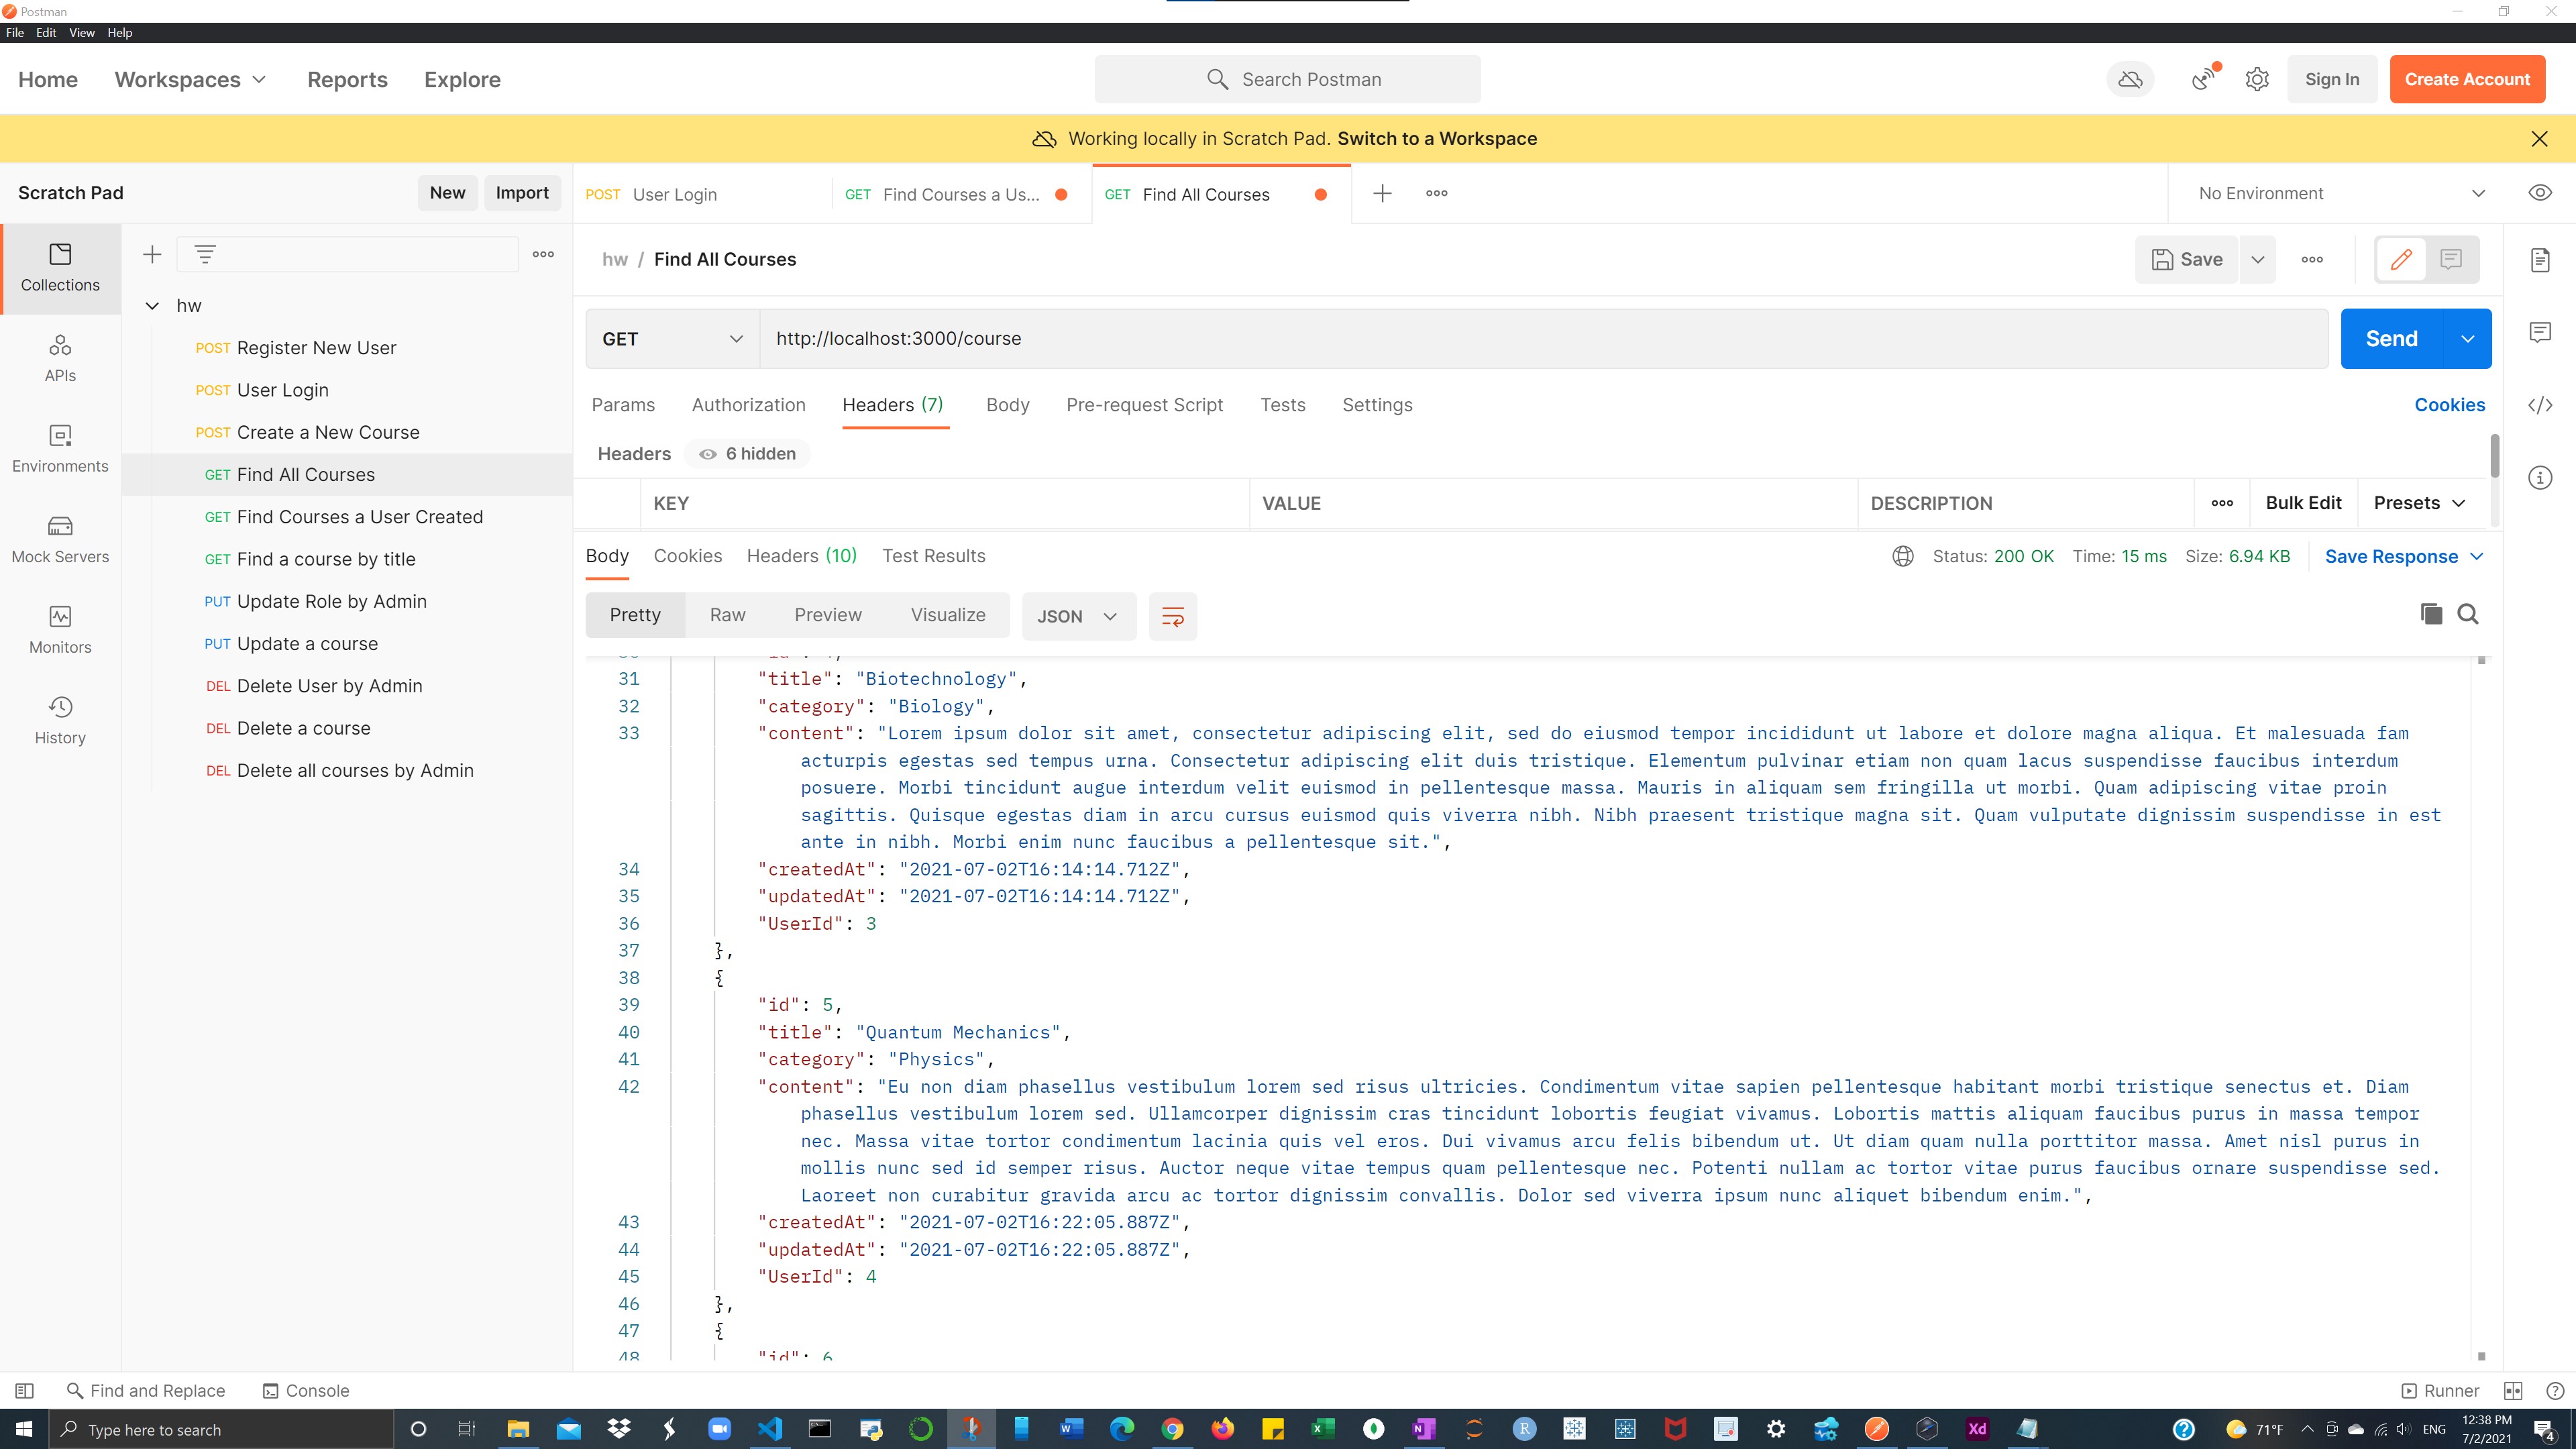 Postman
File Edit View Help
Home Workspaces Reports Explore
Search Postman
Sign In Create Account
Working locally in Scratch Pad. Switch to a Workspace
Scratch Pad New Import
POST User Login
GET Find Courses a Us...
GET Find All Courses
No Environment
Collections
APIs
Environments
Mock Servers
Monitors
History
hw
POST Register New User
POST User Login
POST Create a New Course
GET Find All Courses
GET Find Courses a User Created
GET Find a course by title
PUT Update Role by Admin
PUT Update a course
DEL Delete User by Admin
DEL Delete a course
DEL Delete all courses by Admin
hw / Find All Courses
Save
GET http://localhost:3000/course
Send
Params Authorization Headers (7) Body Pre-request Script Tests Settings Cookies
Headers 6 hidden
KEY VALUE DESCRIPTION Bulk Edit Presets
Body Cookies Headers (10) Test Results Status: 200 OK Time: 15 ms Size: 6.94 KB Save Response
Pretty Raw Preview Visualize JSON
31 "title": "Biotechnology",
32 "category": "Biology",
33 "content": "Lorem ipsum dolor sit amet, consectetur adipiscing elit, sed do eiusmod tempor incididunt ut labore et dolore magna aliqua. Et malesuada fam
acturpis egestas sed tempus urna. Consectetur adipiscing elit duis tristique. Elementum pulvinar etiam non quam lacus suspendisse faucibus interdum
posuere. Morbi tincidunt augue interdum velit euismod in pellentesque massa. Mauris in aliquam sem fringilla ut morbi. Quam adipiscing vitae proin
sagittis. Quisque egestas diam in arcu cursus euismod quis viverra nibh. Nibh praesent tristique magna sit. Quam vulputate dignissim suspendisse in est
ante in nibh. Morbi enim nunc faucibus a pellentesque sit.",
34 "createdAt": "2021-07-02T16:14:14.712Z",
35 "updatedAt": "2021-07-02T16:14:14.712Z",
36 "UserId": 3
37 },
38 {
39 "id": 5,
40 "title": "Quantum Mechanics",
41 "category": "Physics",
42 "content": "Eu non diam phasellus vestibulum lorem sed risus ultricies. Condimentum vitae sapien pellentesque habitant morbi tristique senectus et. Diam
phasellus vestibulum lorem sed. Ullamcorper dignissim cras tincidunt lobortis feugiat vivamus. Lobortis mattis aliquam faucibus purus in massa tempor
nec. Massa vitae tortor condimentum lacinia quis vel eros. Dui vivamus arcu felis bibendum ut. Ut diam quam nulla porttitor massa. Amet nisl purus in
mollis nunc sed id semper risus. Auctor neque vitae tempus quam pellentesque nec. Potenti nullam ac tortor vitae purus faucibus ornare suspendisse sed.
Laoreet non curabitur gravida arcu ac tortor dignissim convallis. Dolor sed viverra ipsum nunc aliquet bibendum enim.",
43 "createdAt": "2021-07-02T16:22:05.887Z",
44 "updatedAt": "2021-07-02T16:22:05.887Z",
45 "UserId": 4
46 },
47 {
48 "id": 6
Find and Replace Console Runner
Type here to search
71°F ENG 12:38 PM
7/2/2021
4